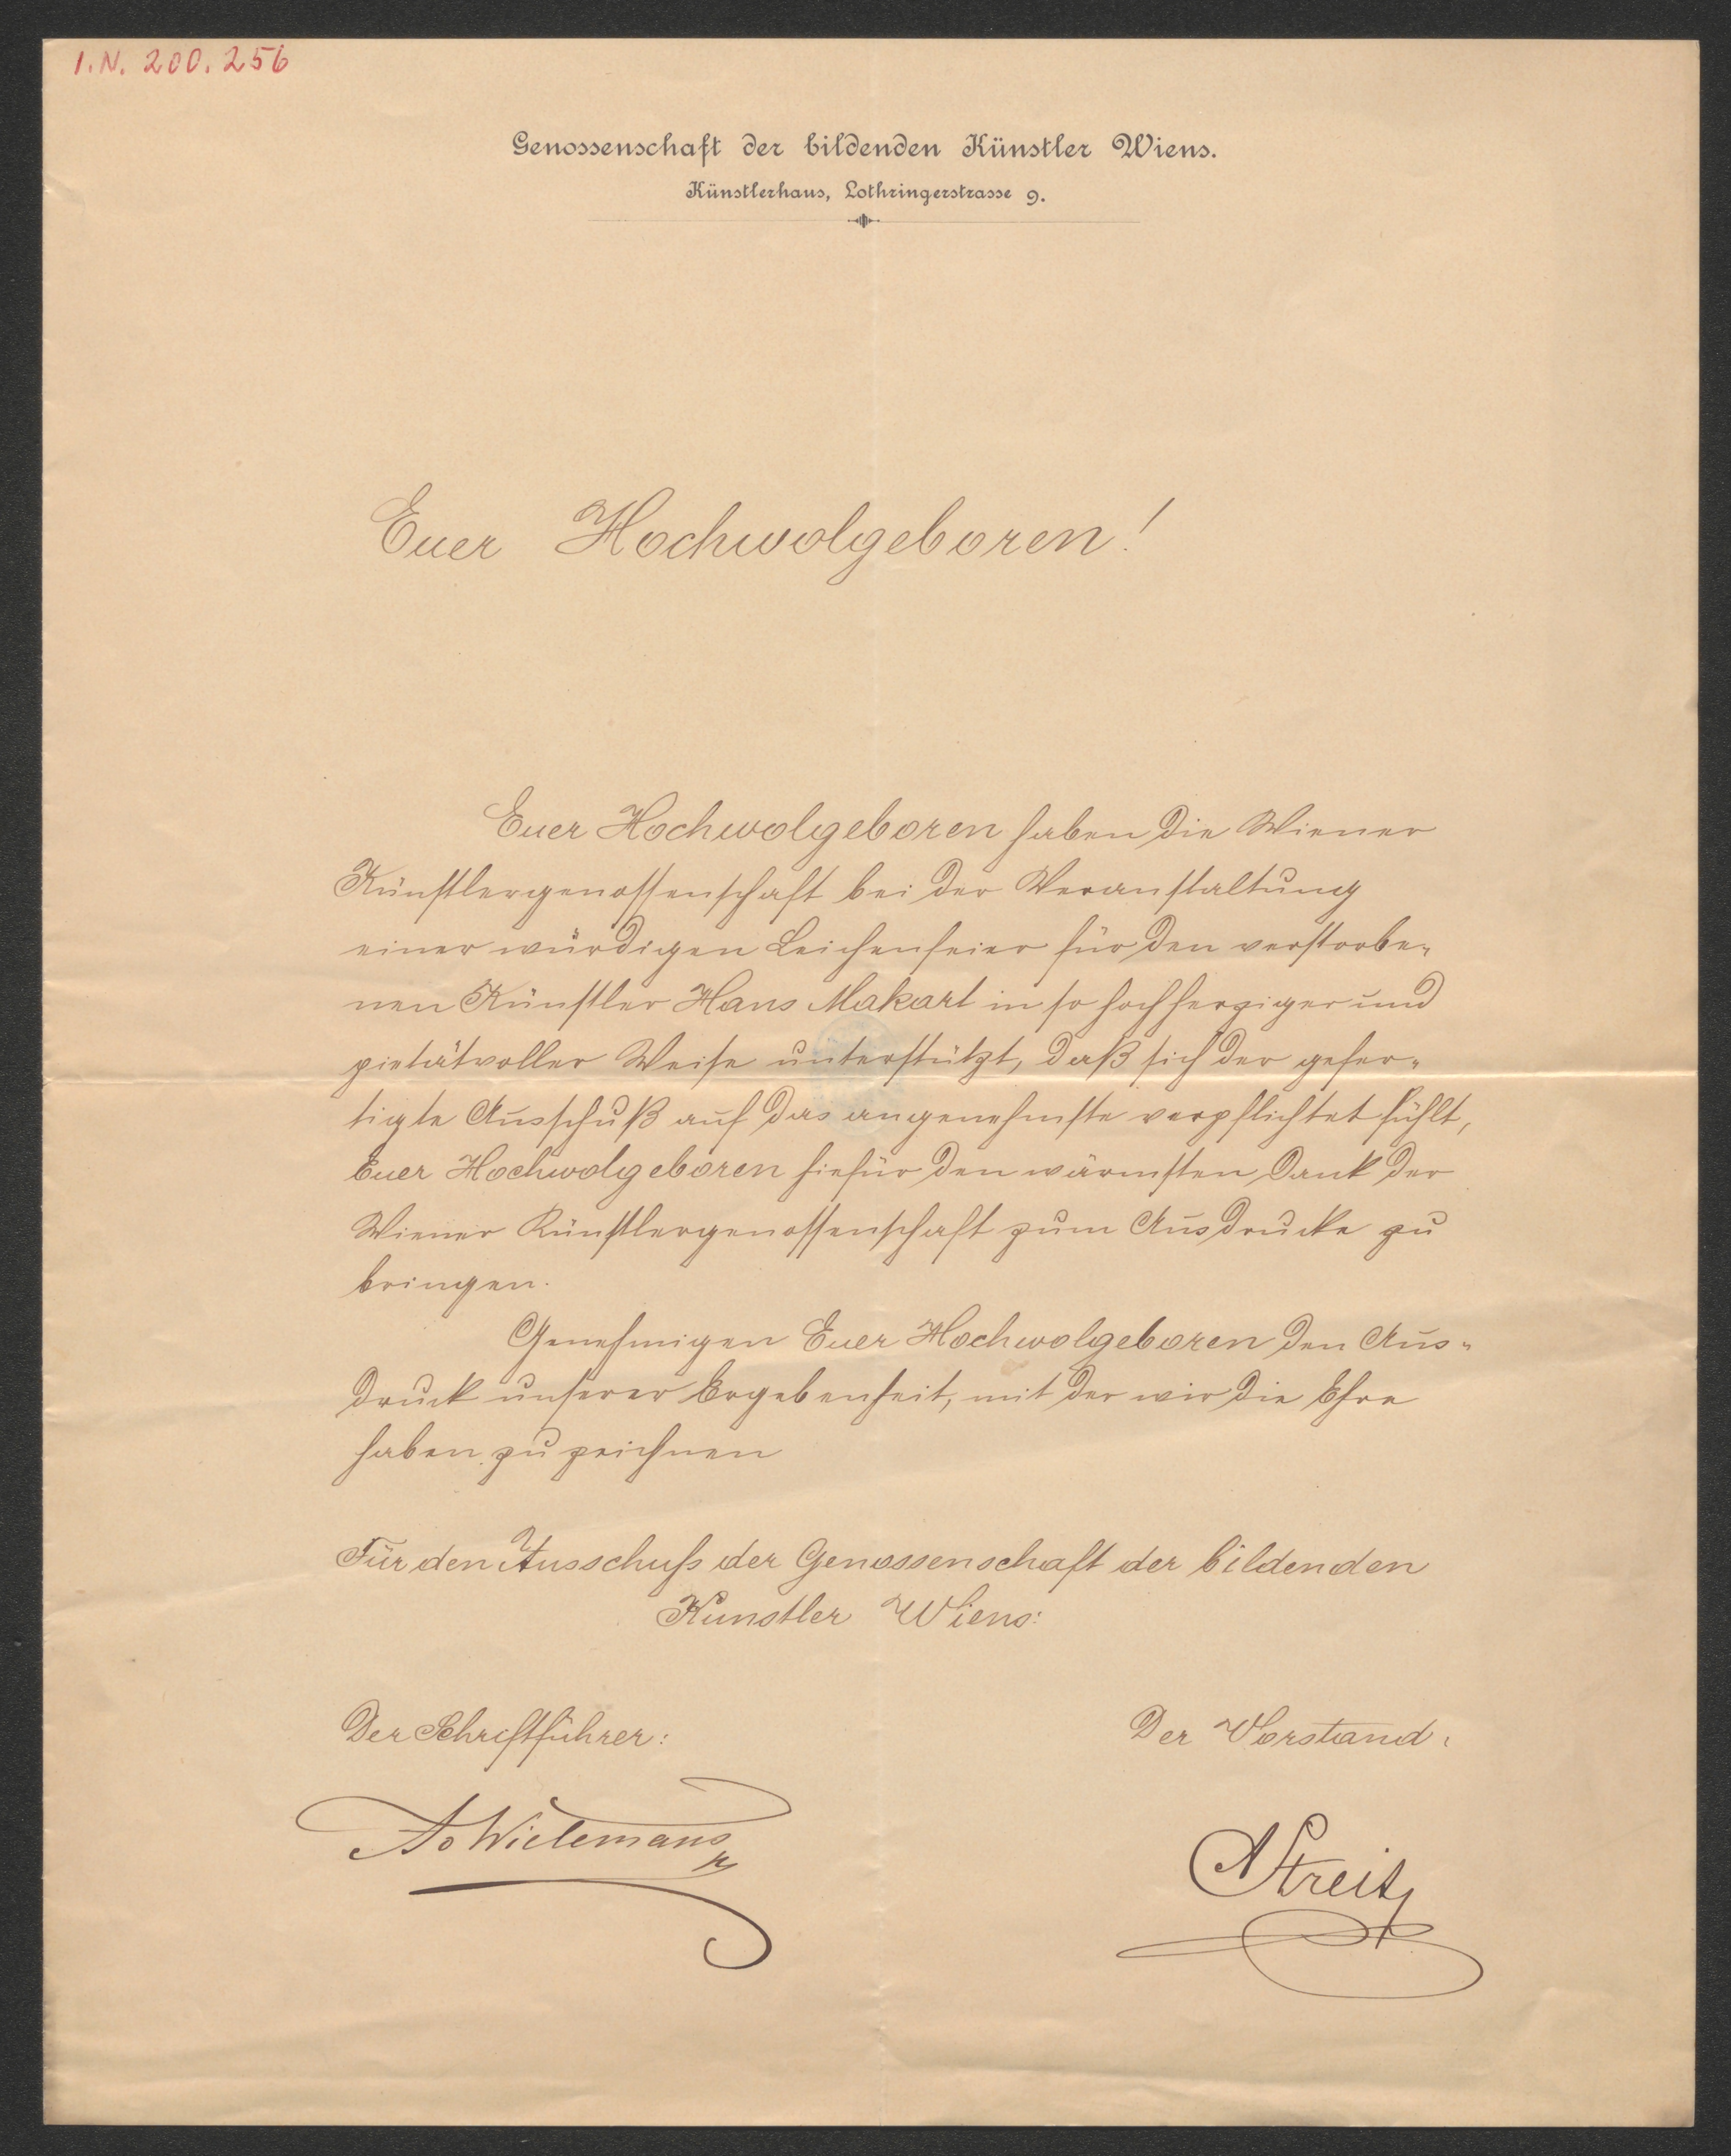 I.N. 200.256
Genossenschaft der bildenden Künstler Wiens.
Künstlerhaus, Lothringerstrasse 9.
Euer Hochwolgeboren!
Euer Hochwolgeboren haben die Wiener
Künstlergenossenschaft bei der Veranstaltung
einer würdigen Leichenfeier für den verstorbe-
nen Künstler Hans Makart in so hochherziger und
pietätvoller Weise unterstützt, daß sich der gefer-
tigte Ausschuß auf das angenehmste verpflichtet fühlt,
Euer Hochwolgeboren hiefür den wärmsten Dank der
Wiener Künstlergenossenschaft zum Ausdrucke zu
bringen.
Genehmigen Euer Hochwolgeboren den Aus-
druck unserer Ergebenheit, mit der wir die Ehre
haben zu zeichnen
Für den Ausschuß der Genossenschaft der bildenden
Kunstler Wiens:
Der Schriftführer:
Der Vorstand:
Wielemans
AStreit